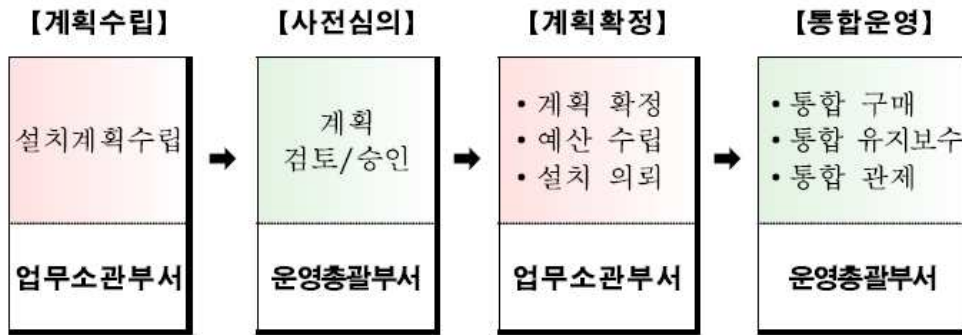 【계획수립】
설치계획수립
업무소관부서
【사전심의】
계획
검토/승인
운영총괄부서
【계획확정】
• 계획 확정
• 예산 수립
• 설치 의뢰
업무소관부서
【통합운영】
• 통합 구매
• 통합 유지보수
• 통합 관제
운영총괄부서